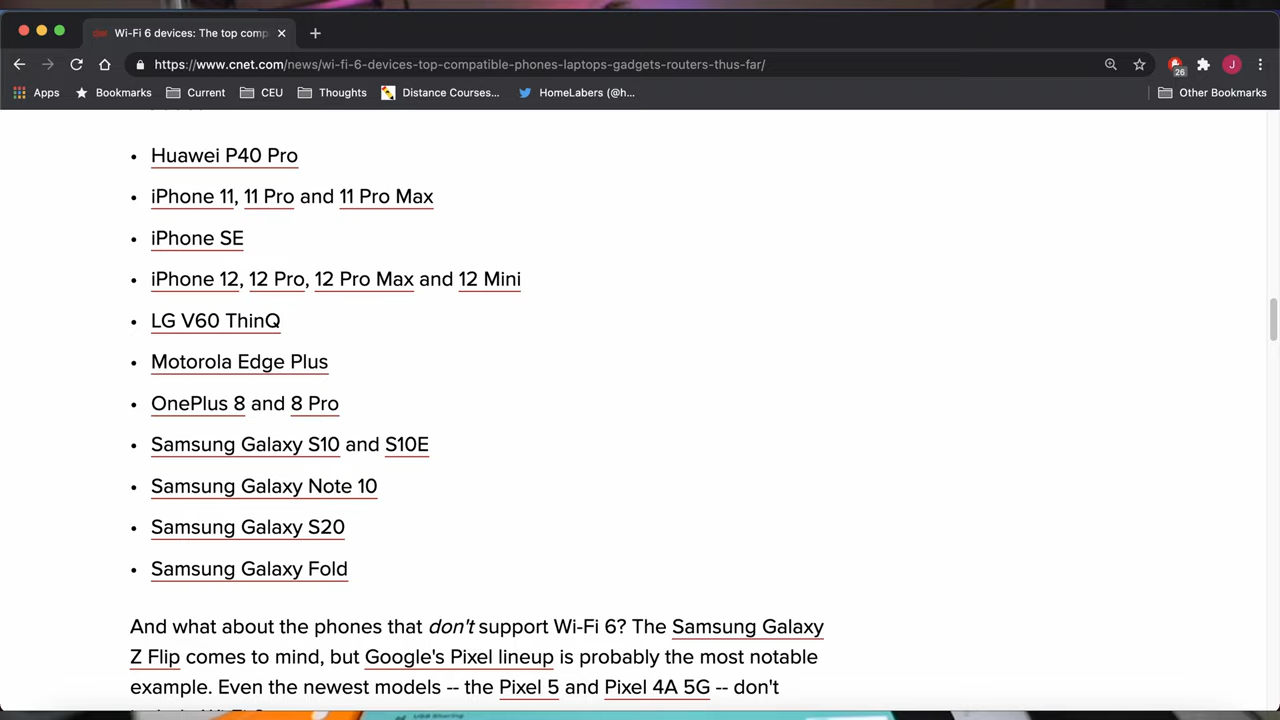 Wi-Fi 6 devices: The top comp
https://www.cnet.com/news/wi-fi-6-devices-top-compatible-phones-laptops-gadgets-routers-thus-far/
26
J
Apps
Bookmarks
Current
CEU
Thoughts
Distance Courses...
HomeLabers (@h...
Other Bookmarks
• Huawei P40 Pro
• iPhone 11, 11 Pro and 11 Pro Max
• iPhone SE
• iPhone 12, 12 Pro, 12 Pro Max and 12 Mini
• LG V60 ThinQ
• Motorola Edge Plus
• OnePlus 8 and 8 Pro
• Samsung Galaxy S10 and S10E
• Samsung Galaxy Note 10
• Samsung Galaxy S20
• Samsung Galaxy Fold
And what about the phones that don't support Wi-Fi 6? The Samsung Galaxy
Z Flip comes to mind, but Google's Pixel lineup is probably the most notable
example. Even the newest models -- the Pixel 5 and Pixel 4A 5G -- don't